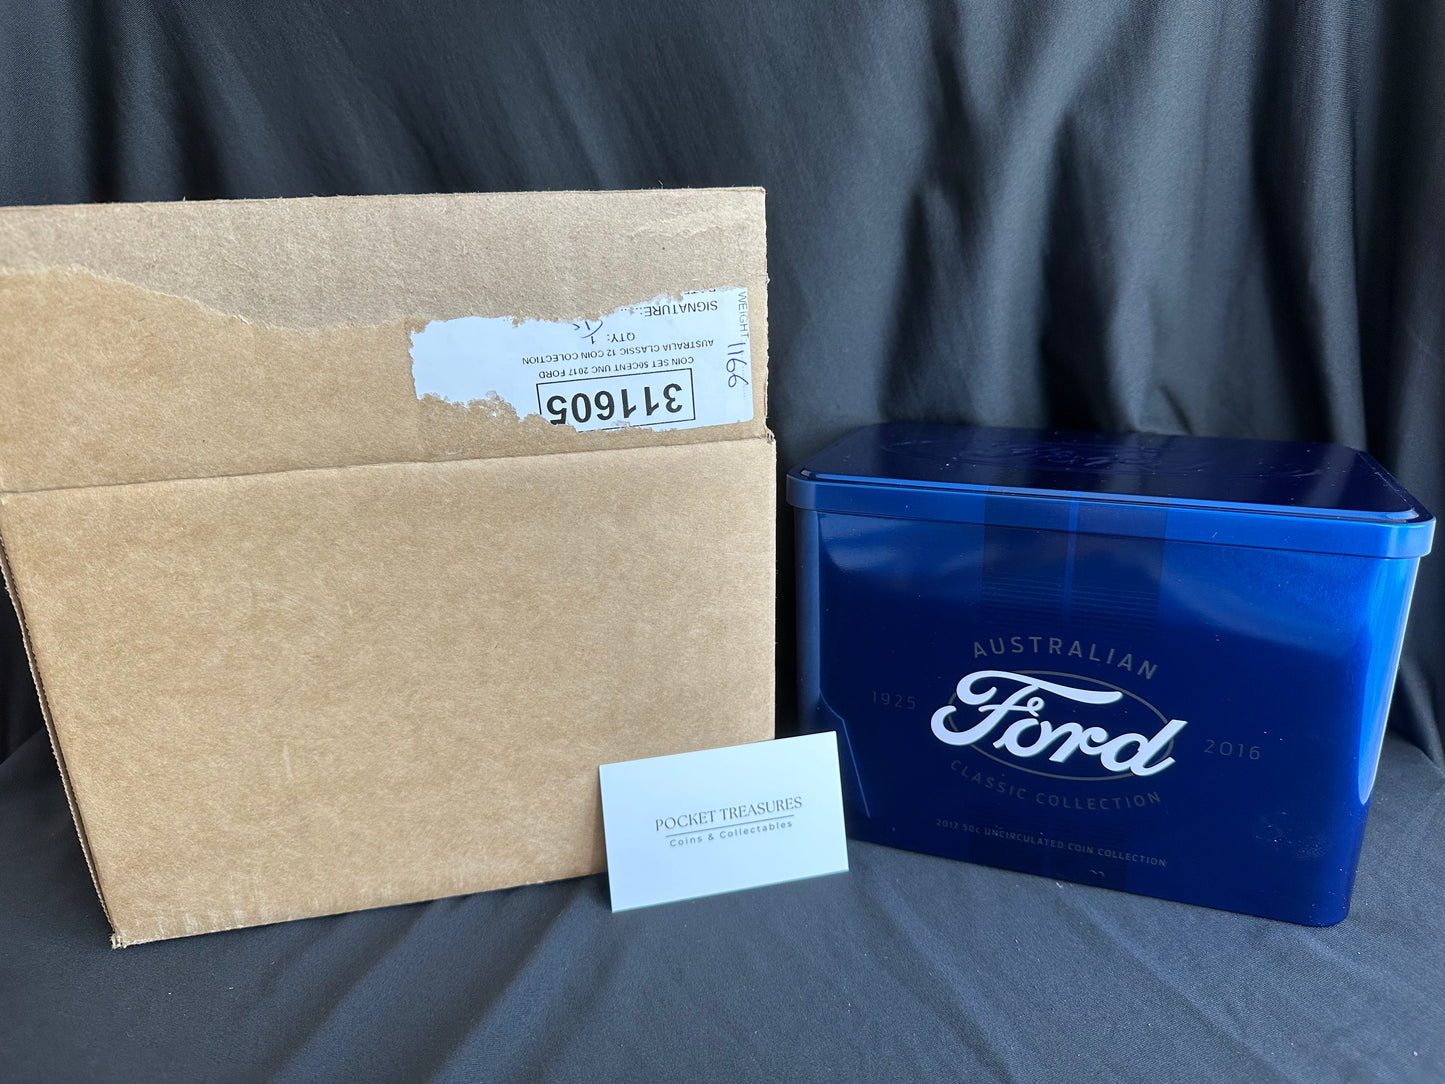 311605
COIN SET 50CENT UNC 2017 FORD
AUSTRALIA CLASSIC 12 COIN COLECTION
QTY: 1
SIGNATURE:
WEIGHT 1166
AUSTRALIAN
1925 Ford 2016
CLASSIC COLLECTION
2017 50c UNCIRCULATED COIN COLLECTION
POCKET TREASURES
Coins & Collectables